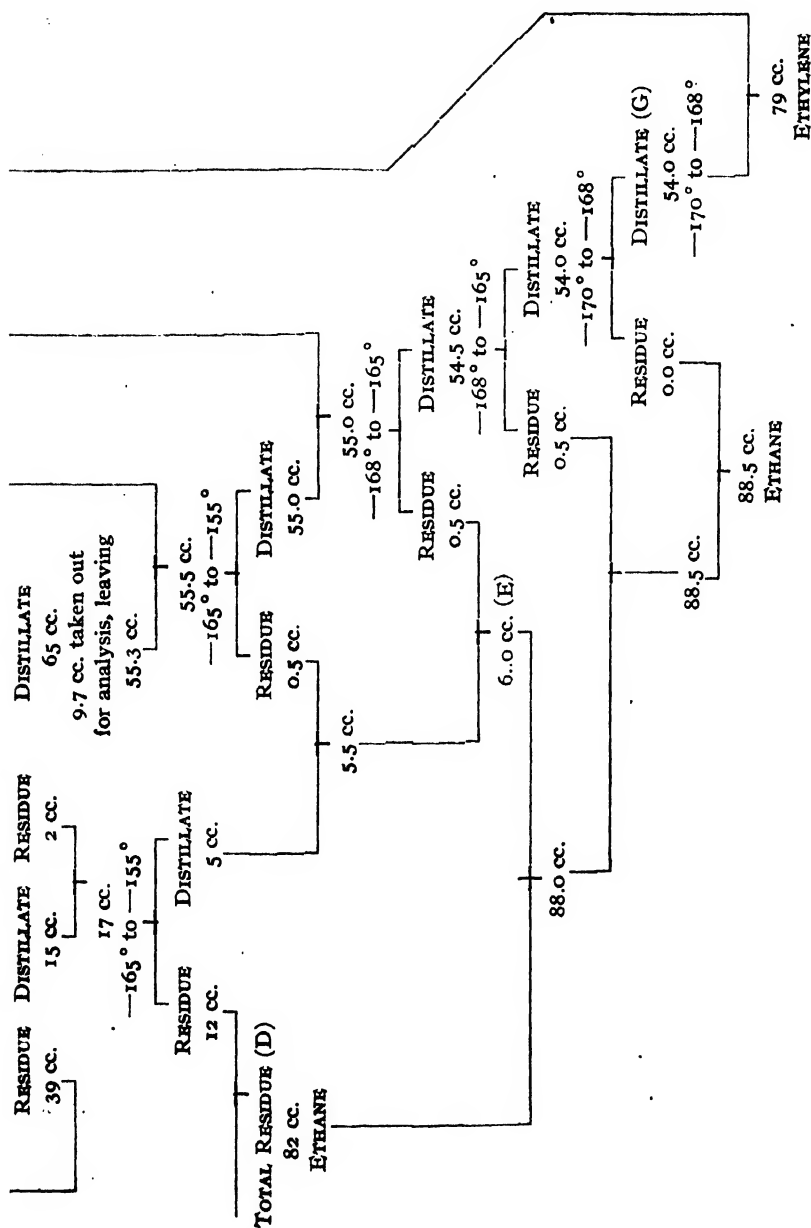 RESIDUE DISTILLATE RESIDUE
39 cc. 15 cc. 2 cc.
DISTILLATE
65 cc.
9.7 cc. taken out
for analysis, leaving
55.3 cc.
17 cc.
—165° to —155°
55.5 cc.
—165° to —155°
RESIDUE DISTILLATE
12 cc. 5 cc.
RESIDUE DISTILLATE
0.5 cc. 55.0 cc.
TOTAL RESIDUE (D)
82 cc.
ETHANE
5.5 cc.
55.0 cc.
—168° to —165°
RESIDUE DISTILLATE
0.5 cc. 54.5 cc.
—168° to —165°
6.0 cc. (E)
RESIDUE DISTILLATE
0.5 cc. 54.0 cc.
—170° to —168°
88.0 cc.
RESIDUE DISTILLATE (G)
0.0 cc. 54.0 cc.
—170° to —168°
88.5 cc.
88.5 cc.
ETHANE
79 cc.
ETHYLENE